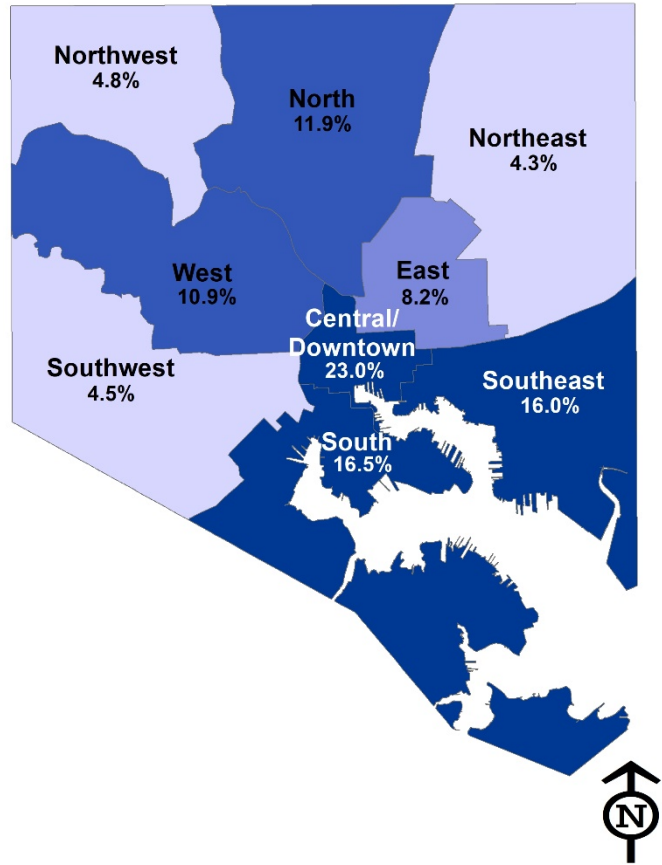 Northwest
4.8%
North
11.9%
Northeast
4.3%
West
10.9%
East
8.2%
Central/
Downtown
23.0%
Southwest
4.5%
Southeast
16.0%
South
16.5%
N